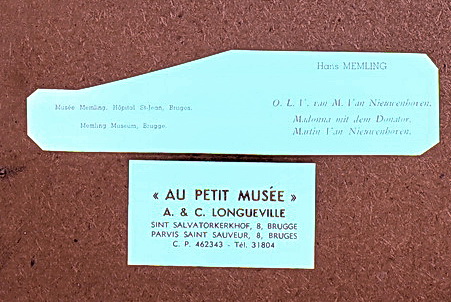 Hans MEMLING
Musée Memling. Hôpital St-Jean, Bruges.
Memling Museum, Brugge.
O. L. V. van M. Van Nieuwenhoven.
Madonna mit dem Donator,
Martin Van Nieuwenhoven.
« AU PETIT MUSÉE »
A. & C. LONGUEVILLE
SINT SALVATORKERKHOF, 8, BRUGGE
PARVIS SAINT SAUVEUR, 8, BRUGES
C. P. 462343 - Tél. 31804